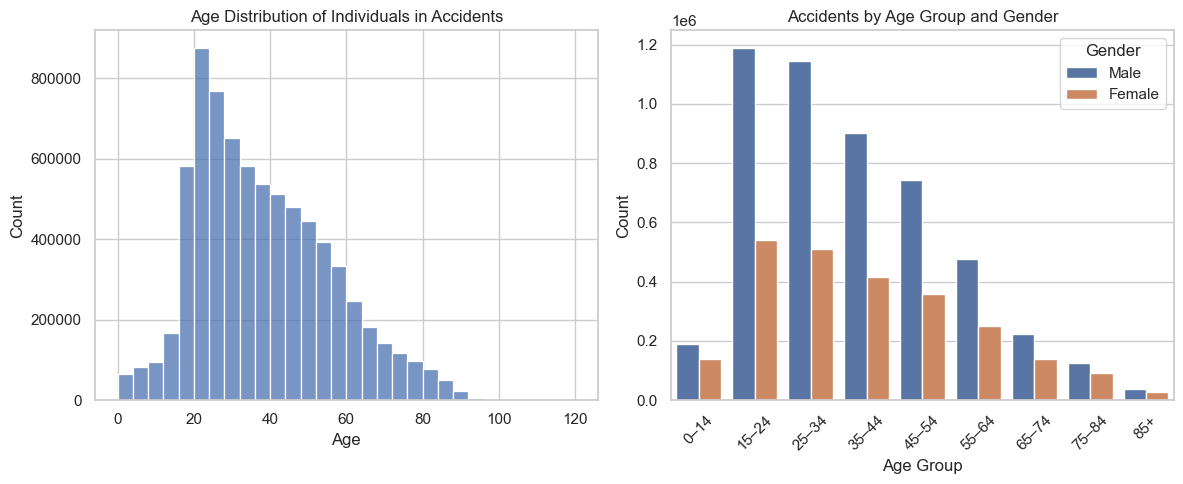 Age Distribution of Individuals in Accidents
800000
600000
400000
200000
0
Count
0 20 40 60 80 100 120
Age
Accidents by Age Group and Gender
1e6
1.2
1.0
0.8
0.6
0.4
0.2
0.0
Count
Gender
Male
Female
0–14 15–24 25–34 35–44 45–54 55–64 65–74 75–84 85+
Age Group